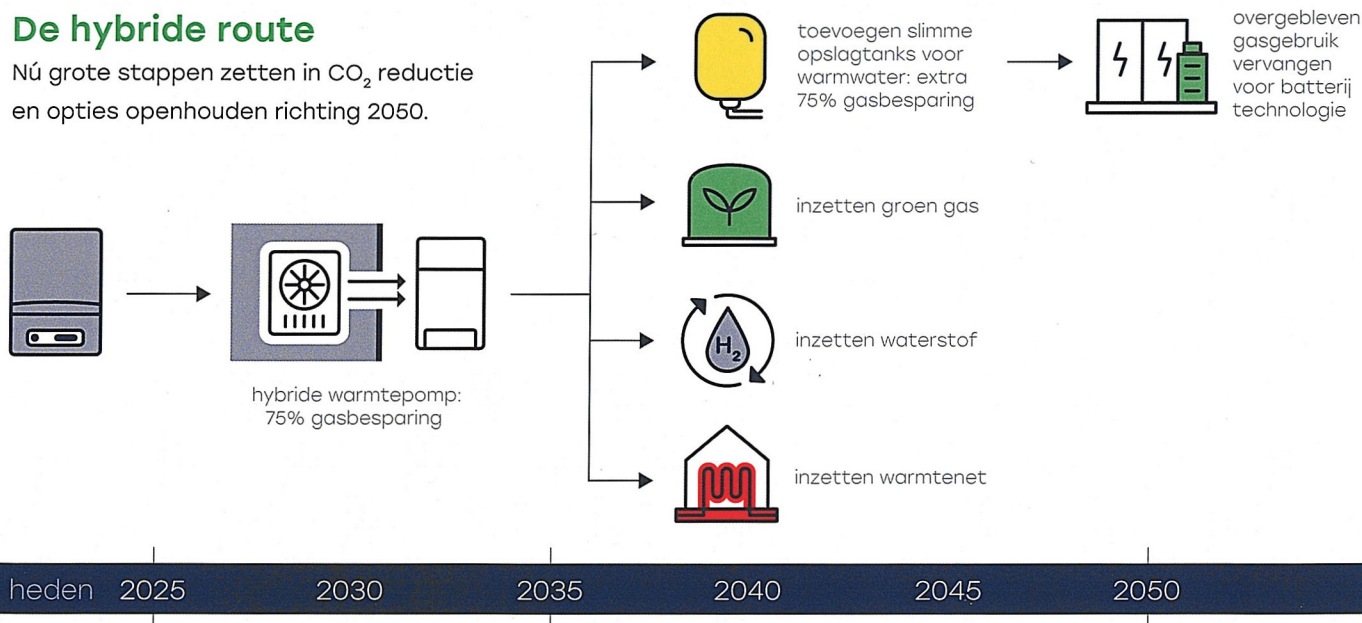 De hybride route
Nú grote stappen zetten in CO₂ reductie
en opties openhouden richting 2050.
toevoegen slimme
opslagtanks voor
warmwater: extra
75% gasbesparing
overgebleven
gasgebruik
vervangen
voor batterij
technologie
inzetten groen gas
hybride warmtepomp:
75% gasbesparing
H₂
inzetten waterstof
inzetten warmtenet
heden 2025 2030 2035 2040 2045 2050